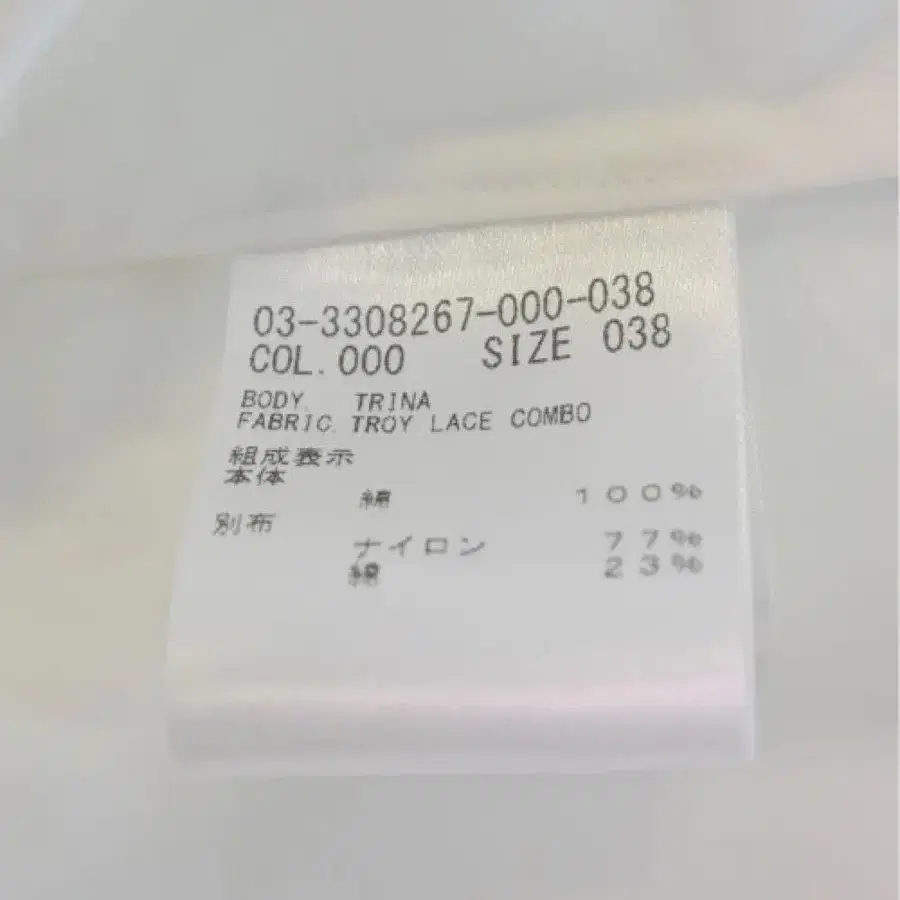 03-3308267-000-038
COL.000 SIZE 038
BODY. TRINA
FABRIC. TROY LACE COMBO
組成表示
本体
綿 100%
別布
ナイロン 77%
綿 23%